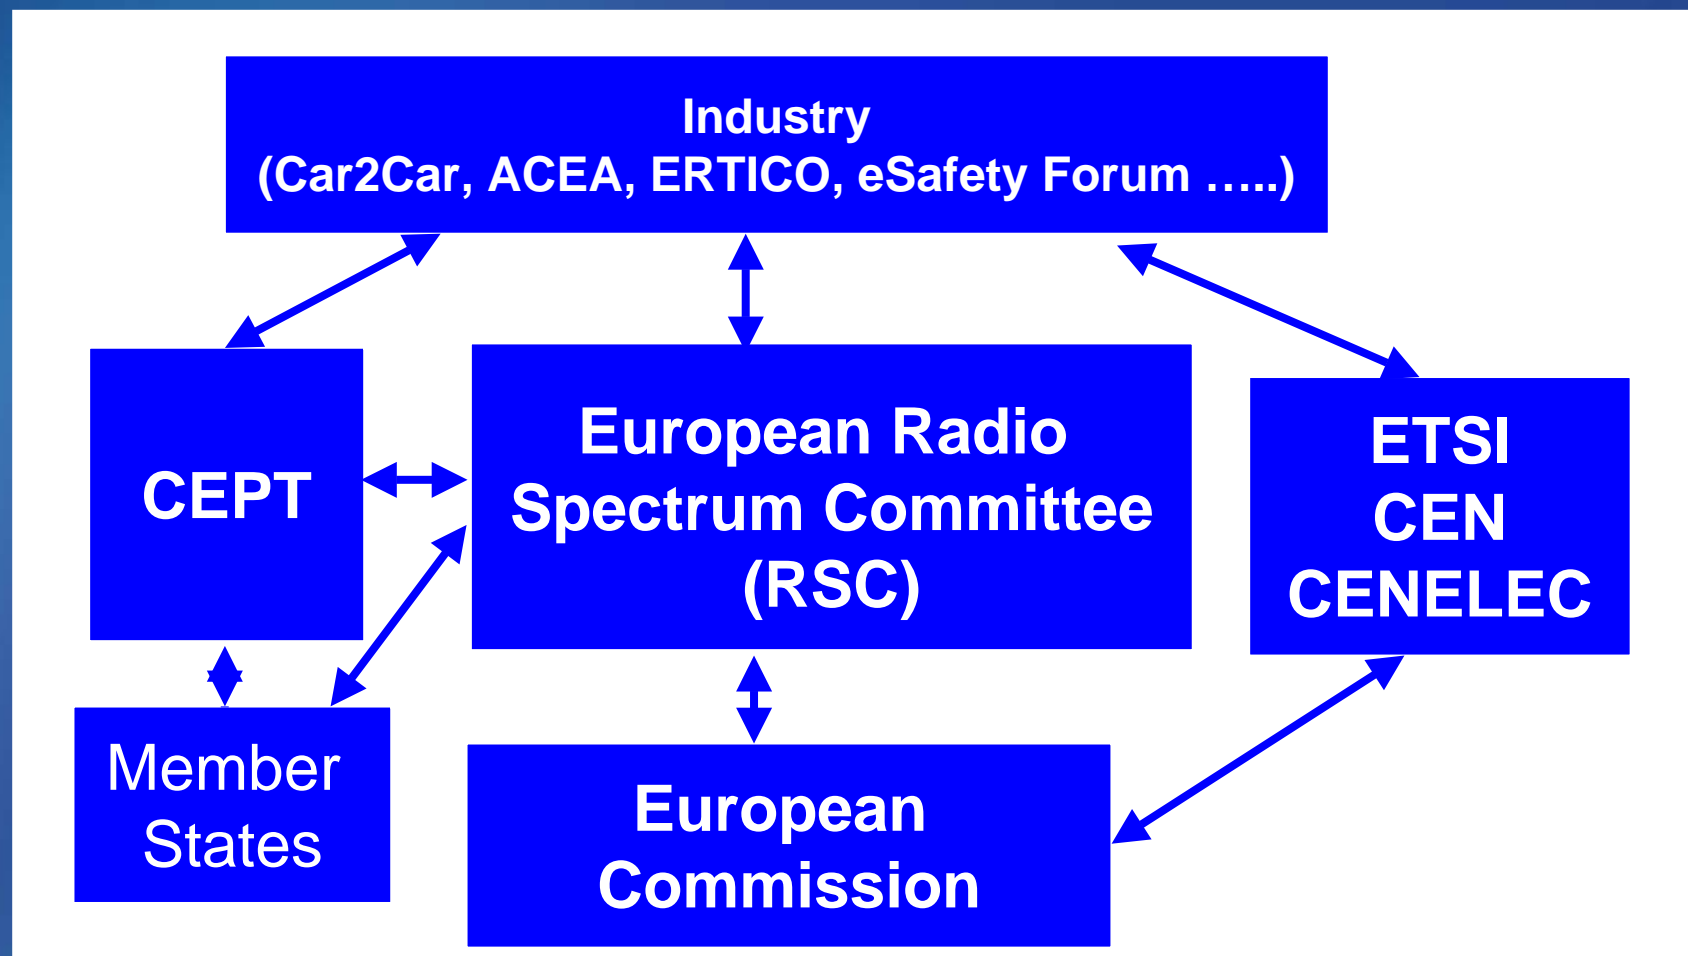 Industry
(Car2Car, ACEA, ERTICO, eSafety Forum …..)
CEPT
European Radio
Spectrum Committee
(RSC)
ETSI
CEN
CENELEC
Member
States
European
Commission